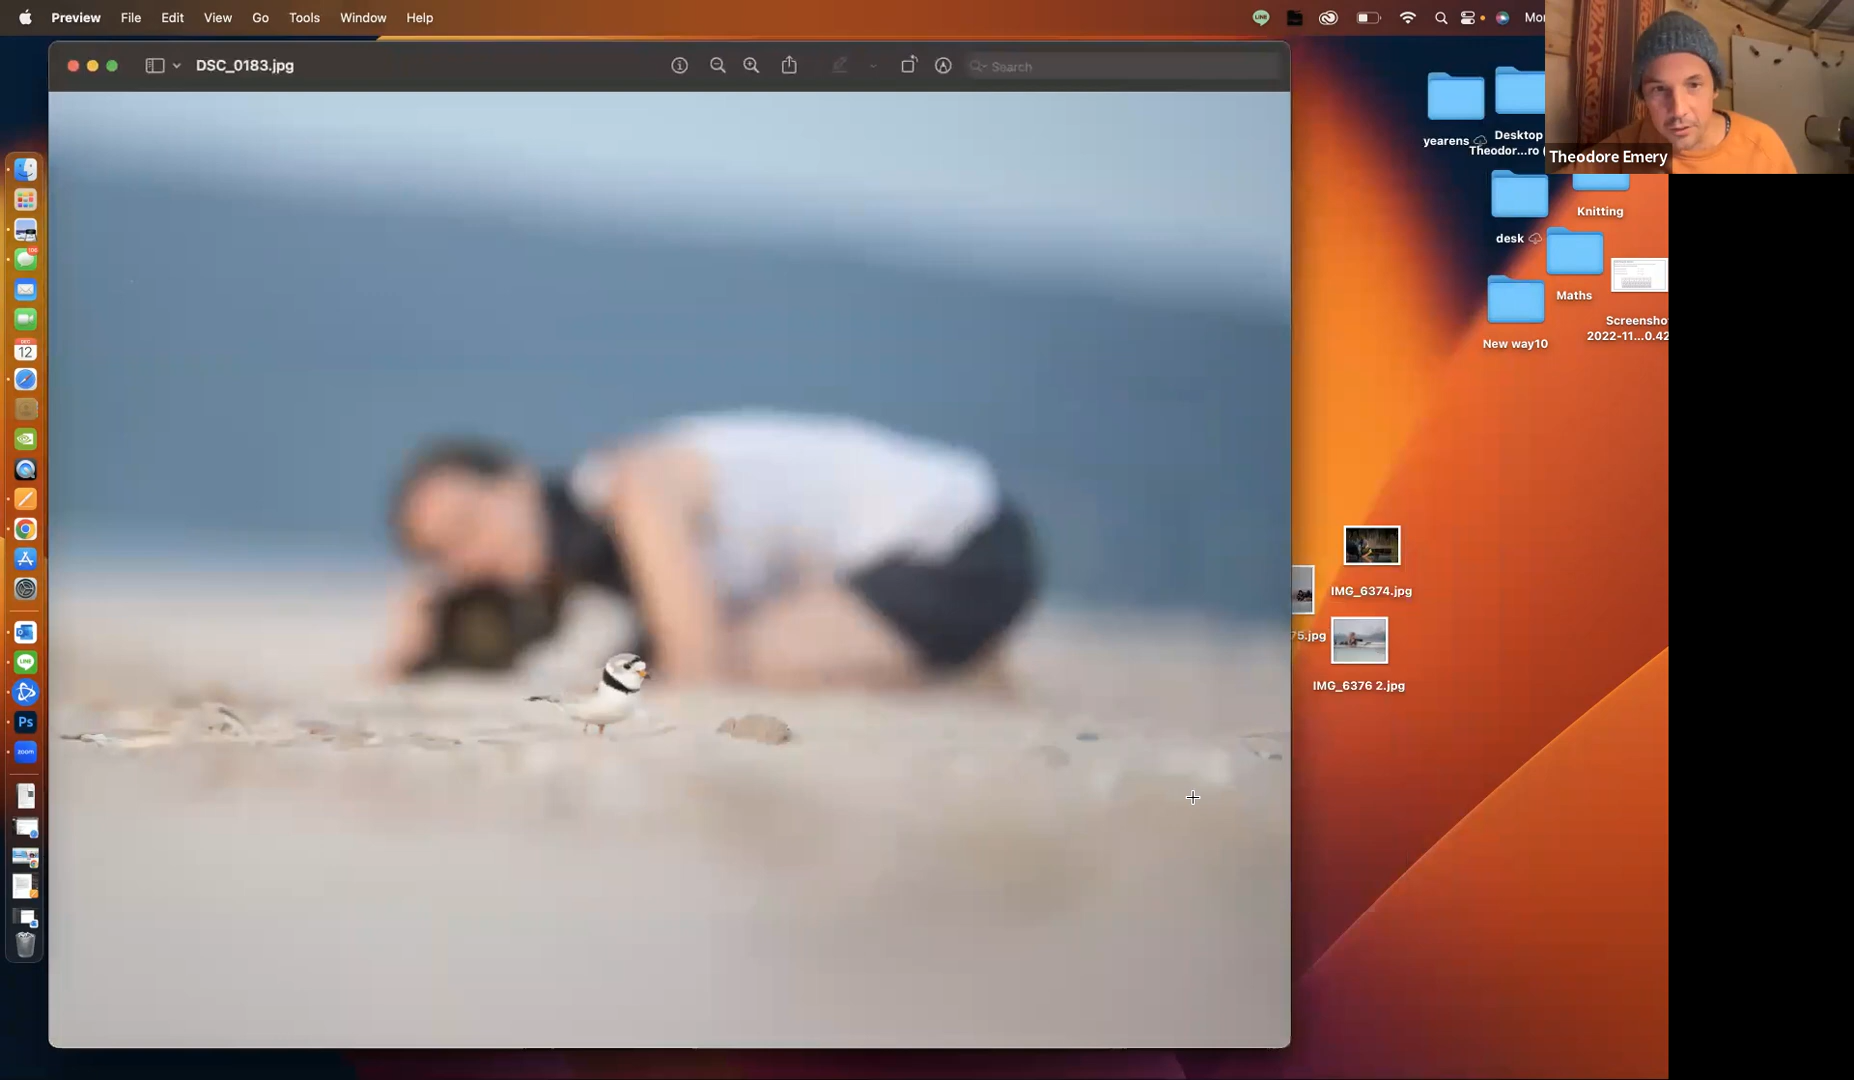 Preview File Edit View Go Tools Window Help
LINE
DSC_0183.jpg
Search
yearens
Desktop
Theodor...ro
Theodore Emery
Knitting
desk
Maths
New way10
2022-11...0.42
IMG_6374.jpg
75.jpg
IMG_6376 2.jpg
12
Ps
zoom